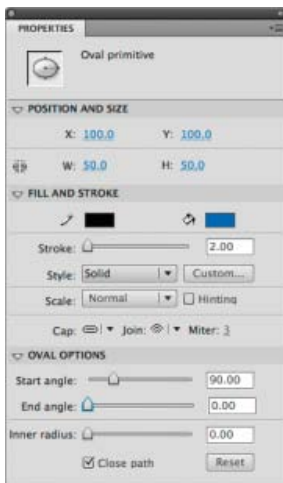 PROPERTIES
Oval primitive
POSITION AND SIZE
X: 100.0 Y: 100.0
W: 50.0 H: 50.0
FILL AND STROKE
Stroke: 2.00
Style: Solid Custom...
Scale: Normal Hinting
Cap: Join: Miter: 3
OVAL OPTIONS
Start angle: 90.00
End angle: 0.00
Inner radius: 0.00
Close path Reset